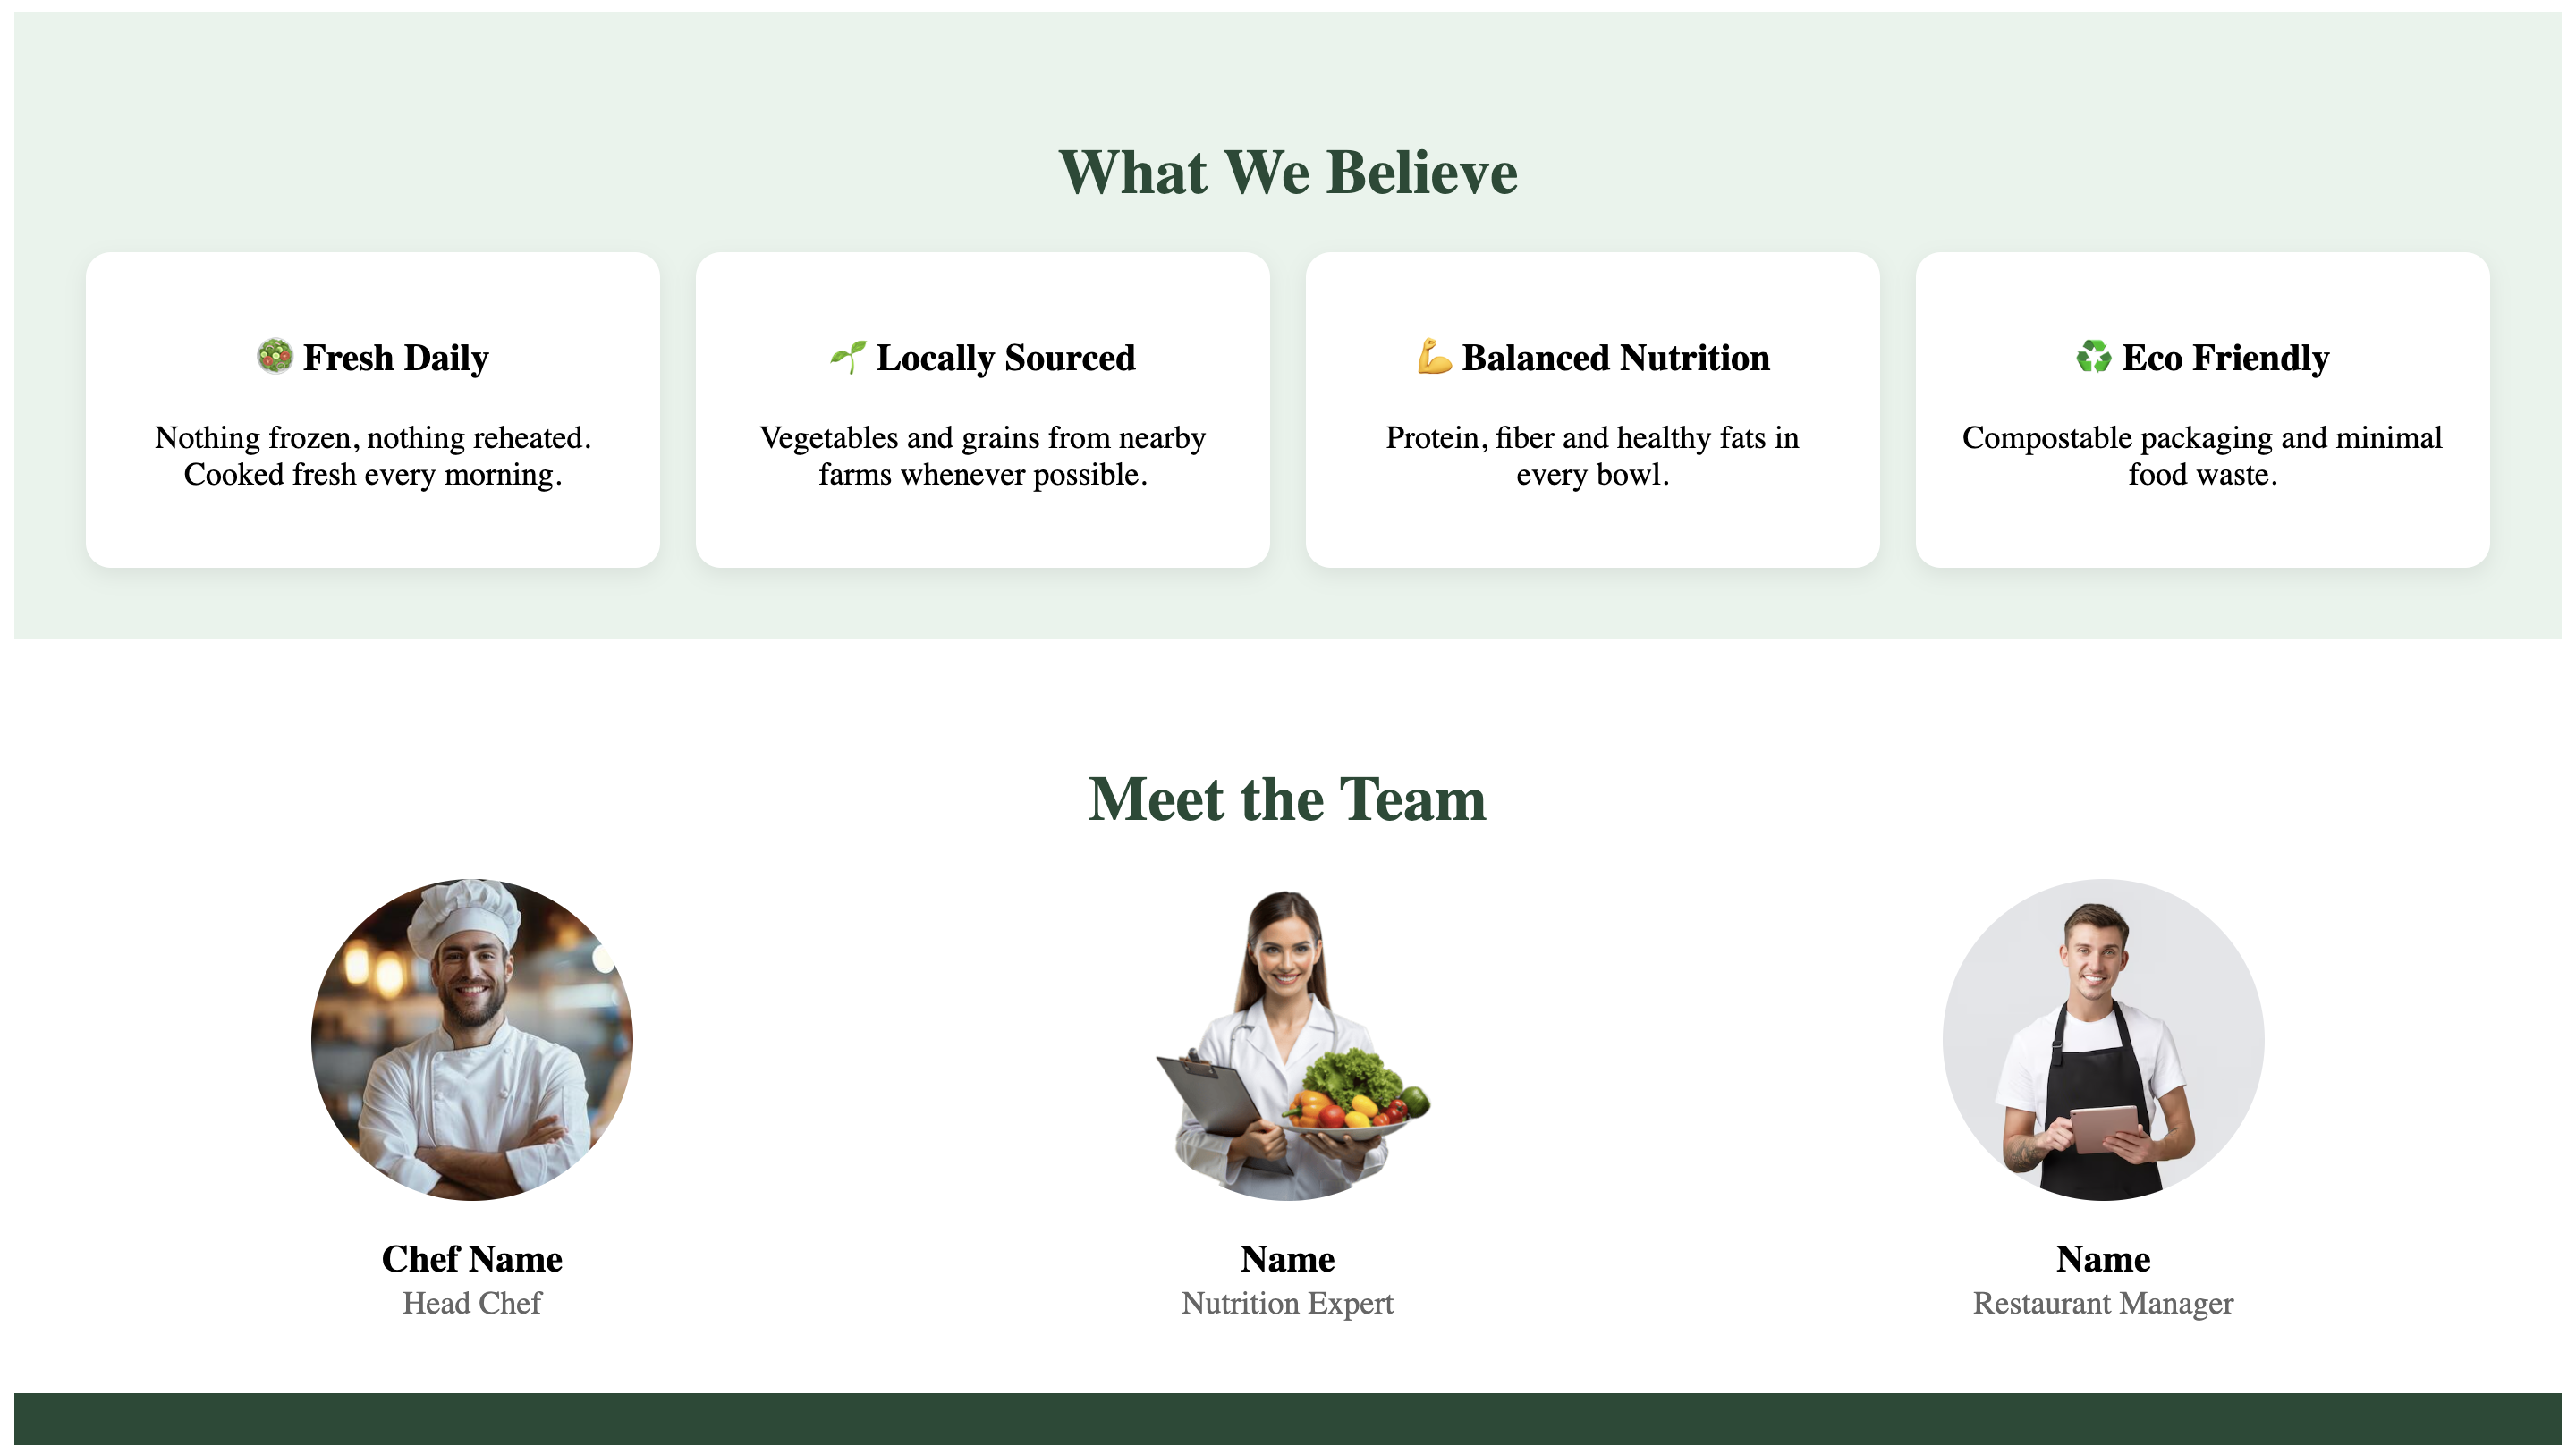 What We Believe
🥗 Fresh Daily
Nothing frozen, nothing reheated.
Cooked fresh every morning.
🌱 Locally Sourced
Vegetables and grains from nearby
farms whenever possible.
💪 Balanced Nutrition
Protein, fiber and healthy fats in
every bowl.
♻️ Eco Friendly
Compostable packaging and minimal
food waste.
Meet the Team
Chef Name
Head Chef
Name
Nutrition Expert
Name
Restaurant Manager